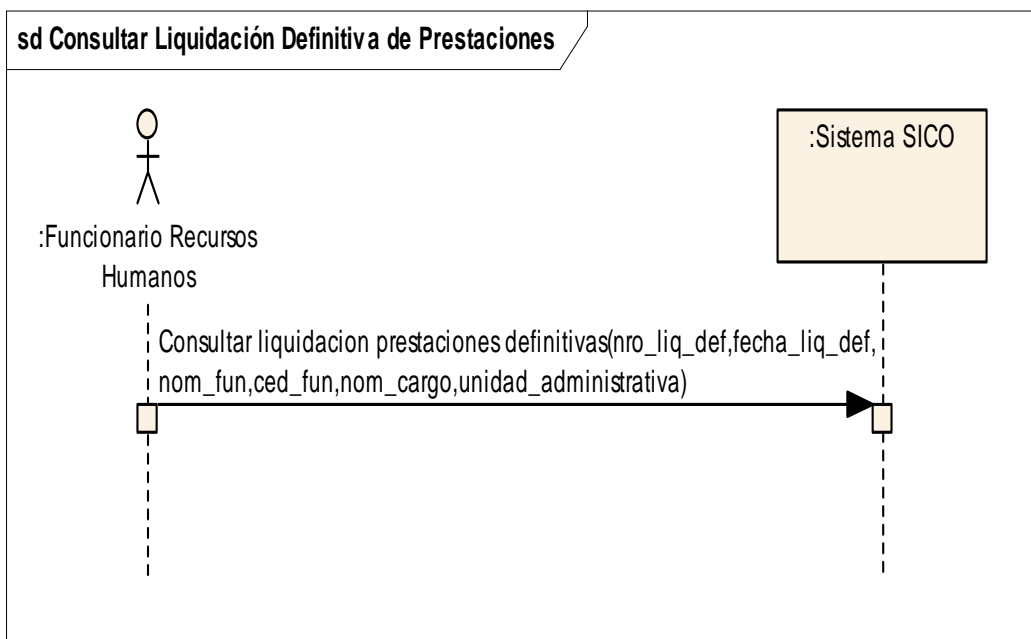 sd Consultar Liquidación Definitiva de Prestaciones
:Sistema SICO
:Funcionario Recursos
Humanos
Consultar liquidacion prestaciones definitivas(nro_liq_def,fecha_liq_def,
nom_fun,ced_fun,nom_cargo,unidad_administrativa)